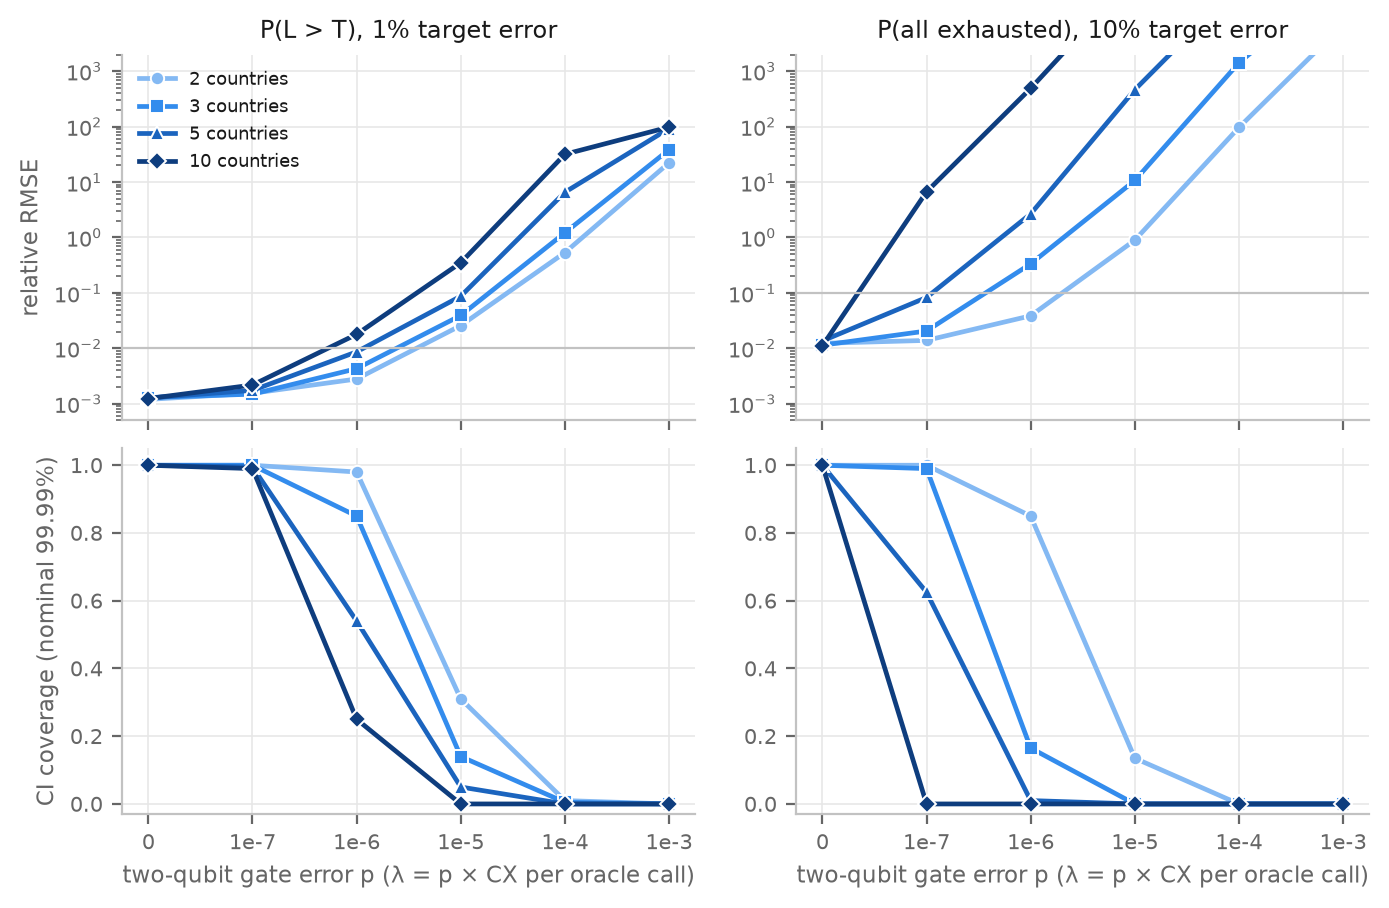 P(L > T), 1% target error
P(all exhausted), 10% target error
2 countries
3 countries
5 countries
10 countries
relative RMSE
10³
10²
10¹
10⁰
10⁻¹
10⁻²
10⁻³
10³
10²
10¹
10⁰
10⁻¹
10⁻²
10⁻³
CI coverage (nominal 99.99%)
1.0
0.8
0.6
0.4
0.2
0.0
1.0
0.8
0.6
0.4
0.2
0.0
0 1e-7 1e-6 1e-5 1e-4 1e-3
0 1e-7 1e-6 1e-5 1e-4 1e-3
two-qubit gate error p (λ = p × CX per oracle call)
two-qubit gate error p (λ = p × CX per oracle call)